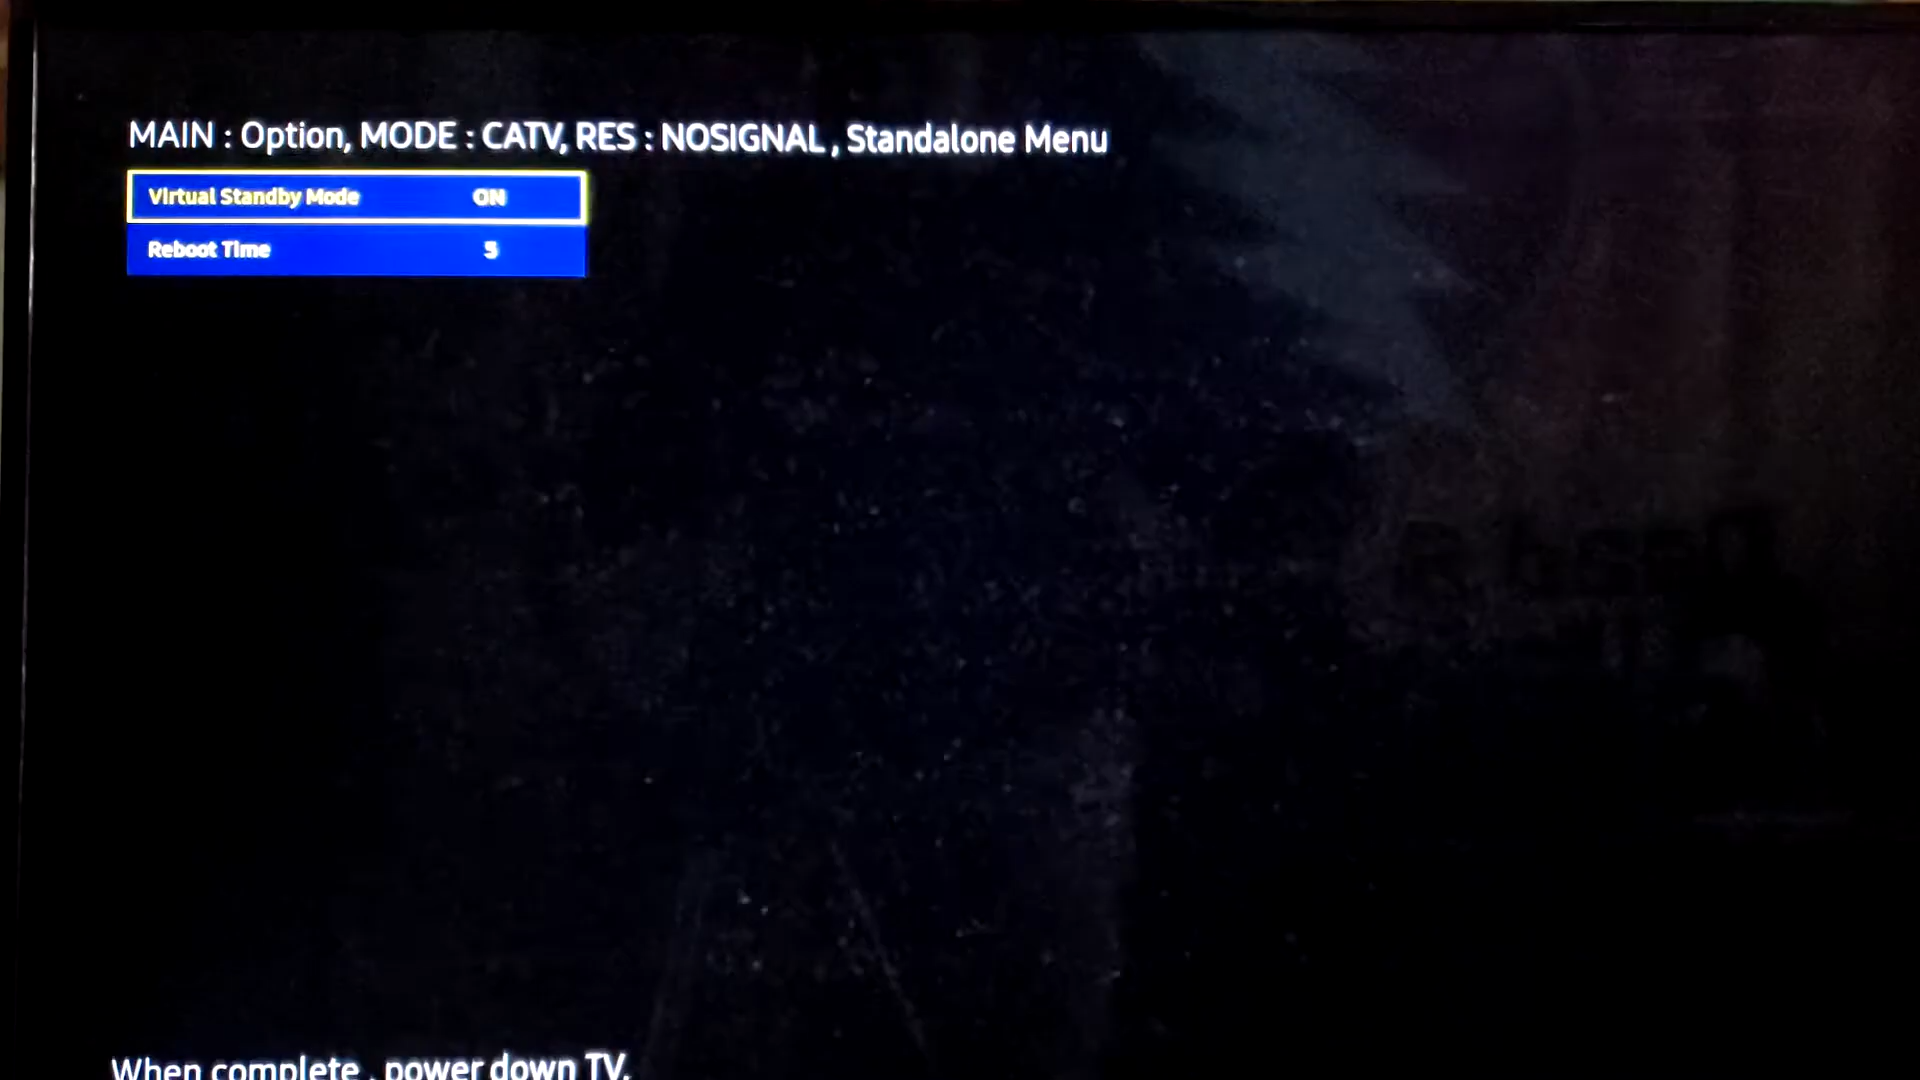 MAIN : Option, MODE : CATV, RES : NOSIGNAL , Standalone Menu
Virtual Standby Mode ON
Reboot Time 5
When complete , power down TV.